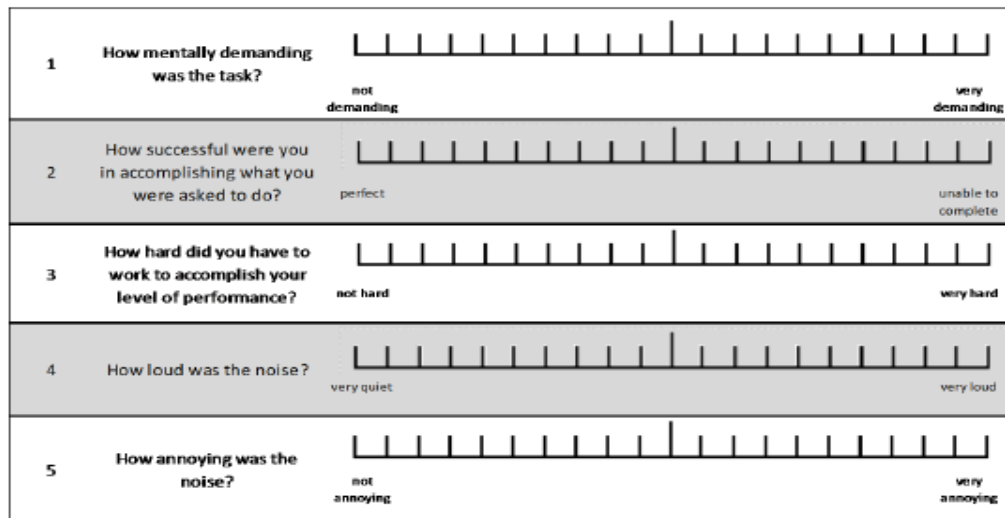 1
How mentally demanding
was the task?
not
demanding
very
demanding
2
How successful were you
in accomplishing what you
were asked to do?
perfect
unable to
complete
3
How hard did you have to
work to accomplish your
level of performance?
not hard
very hard
4
How loud was the noise?
very quiet
very loud
5
How annoying was the
noise?
not
annoying
very
annoying